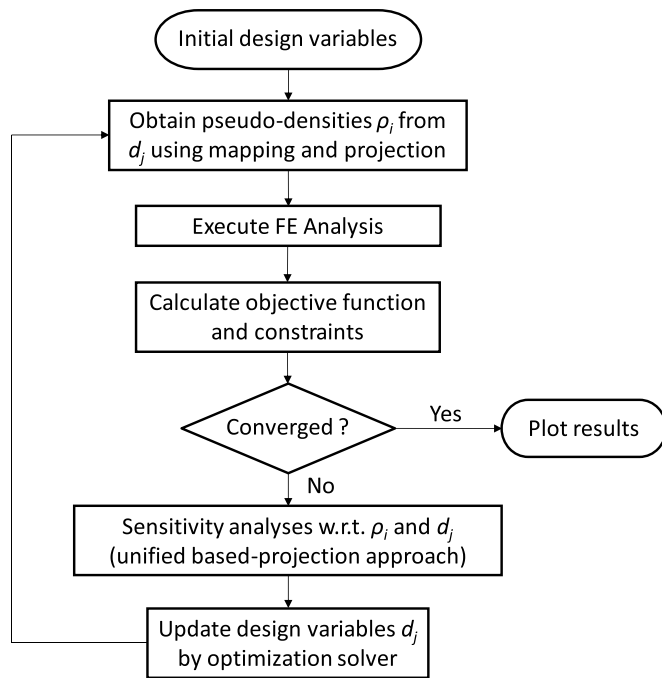 Initial design variables
Obtain pseudo-densities ρᵢ from
dⱼ using mapping and projection
Execute FE Analysis
Calculate objective function
and constraints
Converged ?
Yes
Plot results
No
Sensitivity analyses w.r.t. ρᵢ and dⱼ
(unified based-projection approach)
Update design variables dⱼ
by optimization solver